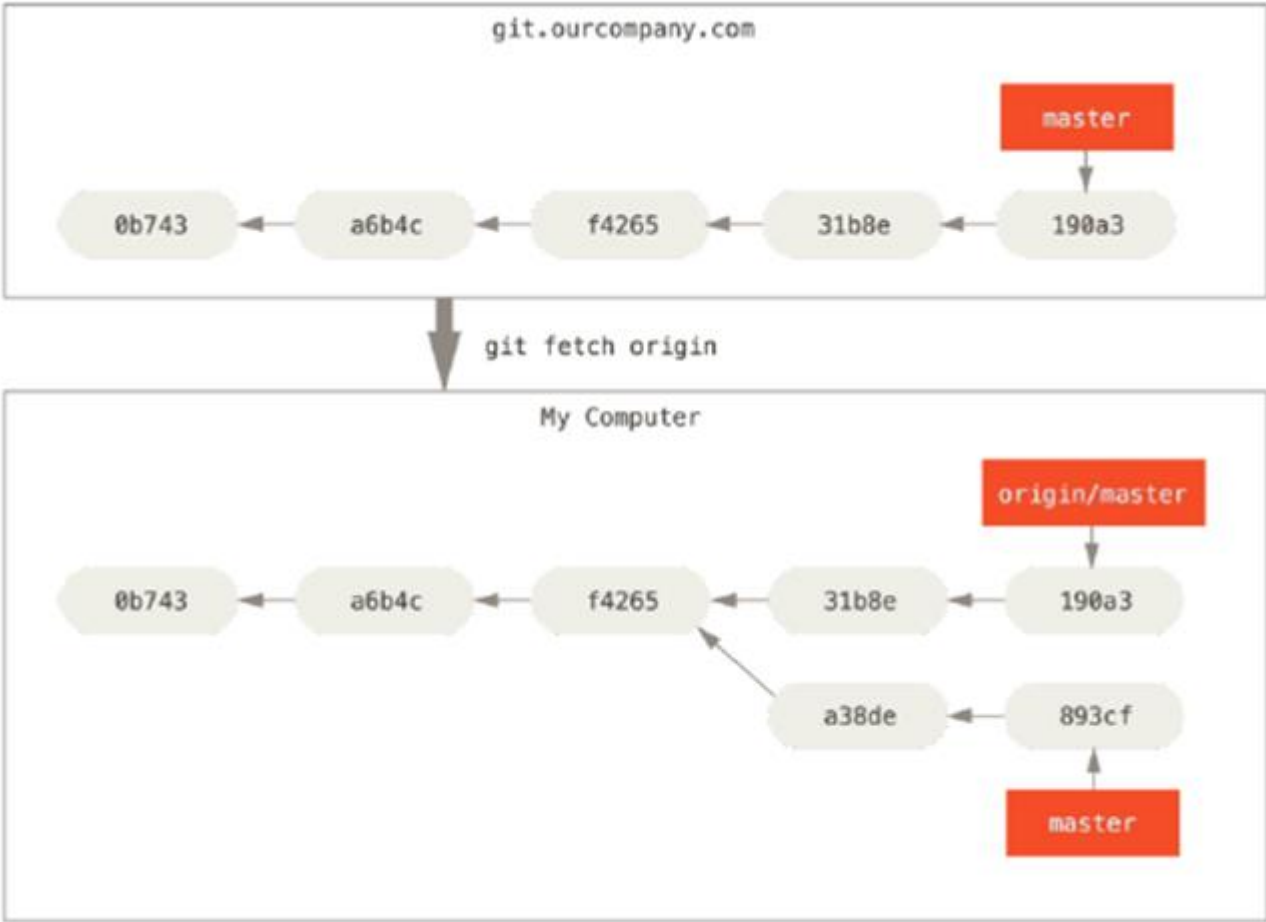 git.ourcompany.com
master
0b743 a6b4c f4265 31b8e 190a3
git fetch origin
My Computer
origin/master
0b743 a6b4c f4265 31b8e 190a3
a38de 893cf
master